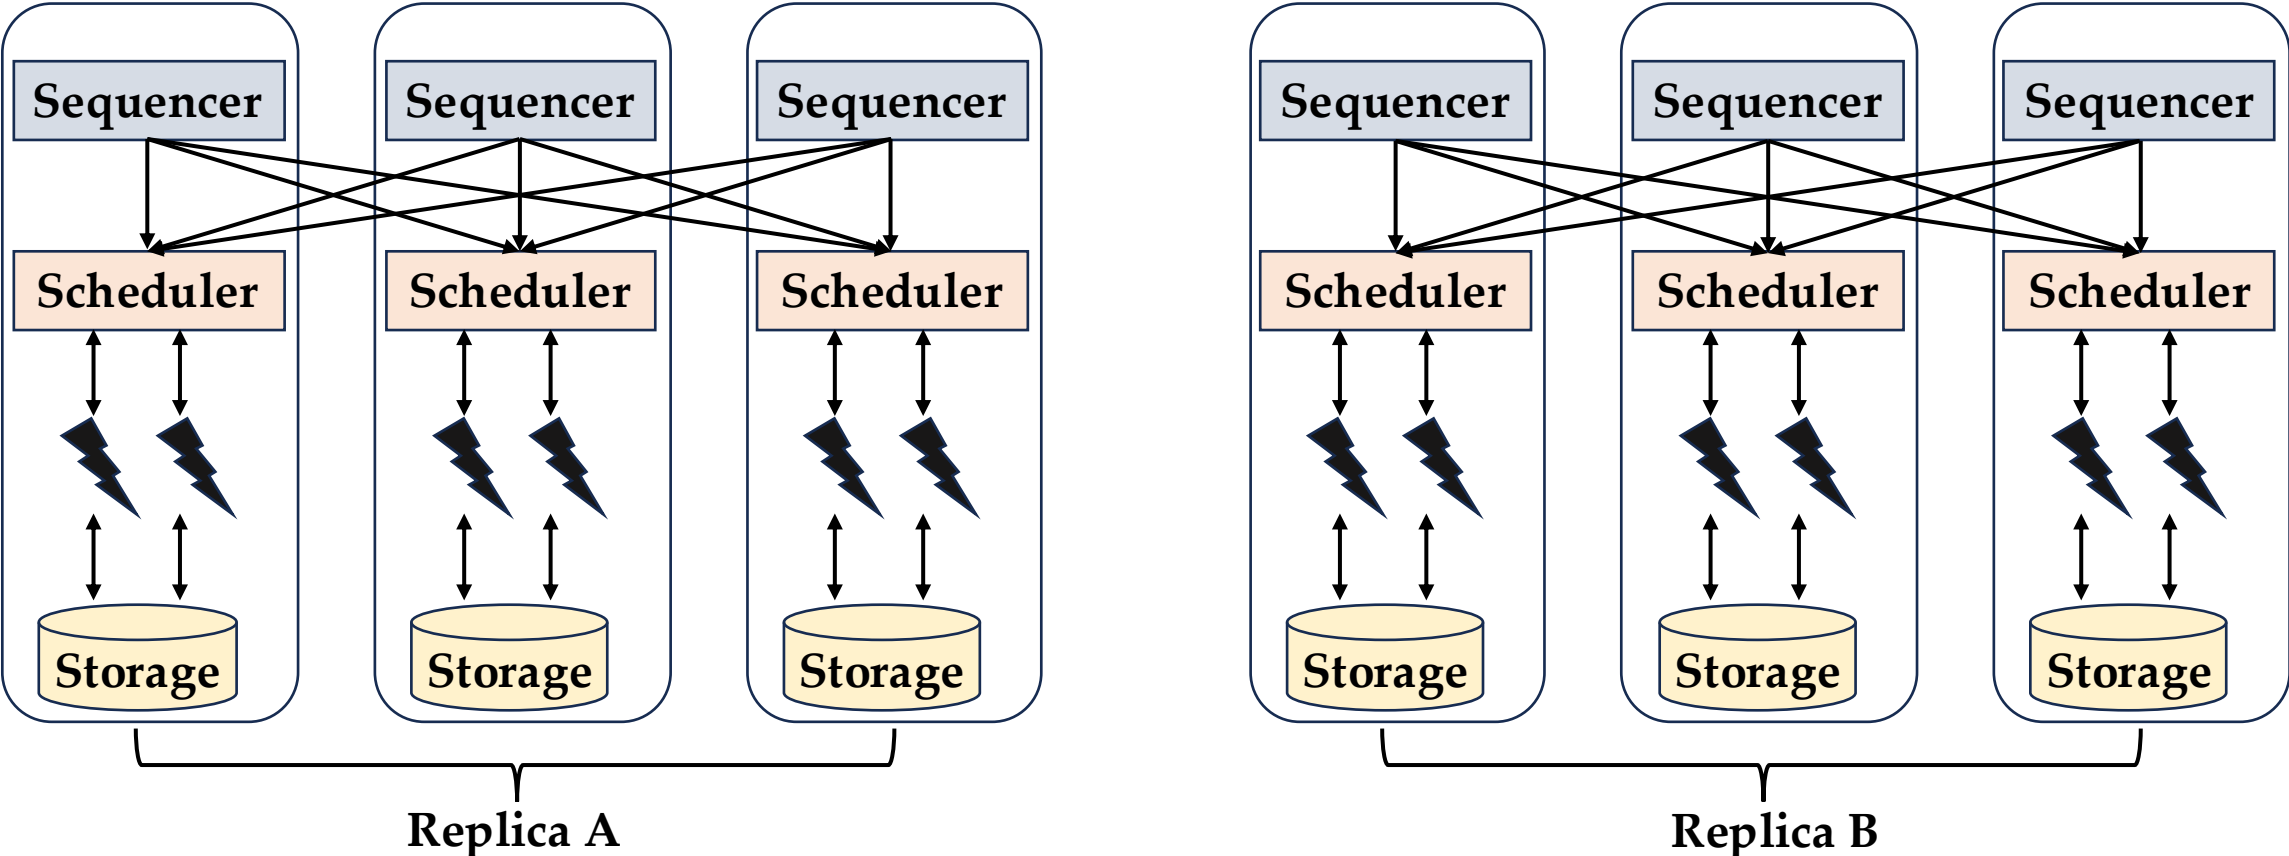 Sequencer Sequencer Sequencer Sequencer Sequencer Sequencer
Scheduler Scheduler Scheduler Scheduler Scheduler Scheduler
Storage Storage Storage Storage Storage Storage
Replica A Replica B